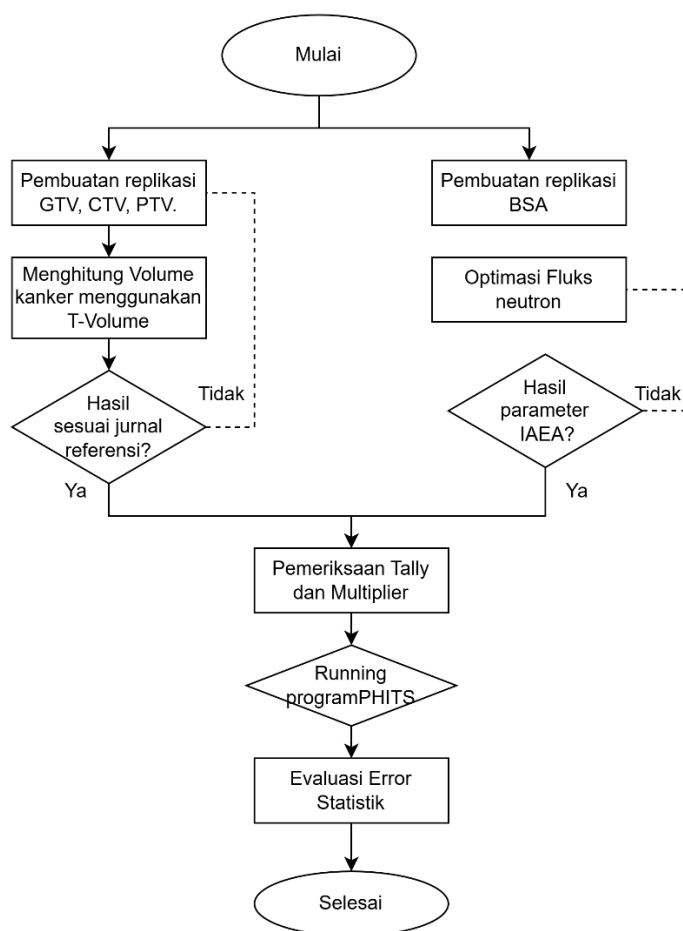 Mulai
Pembuatan replikasi
GTV, CTV, PTV.
Menghitung Volume
kanker menggunakan
T-Volume
Hasil
sesuai jurnal
referensi?
Tidak
Ya
Pembuatan replikasi
BSA
Optimasi Fluks
neutron
Hasil
parameter
IAEA?
Tidak
Ya
Pemeriksaan Tally
dan Multiplier
Running
programPHITS
Evaluasi Error
Statistik
Selesai